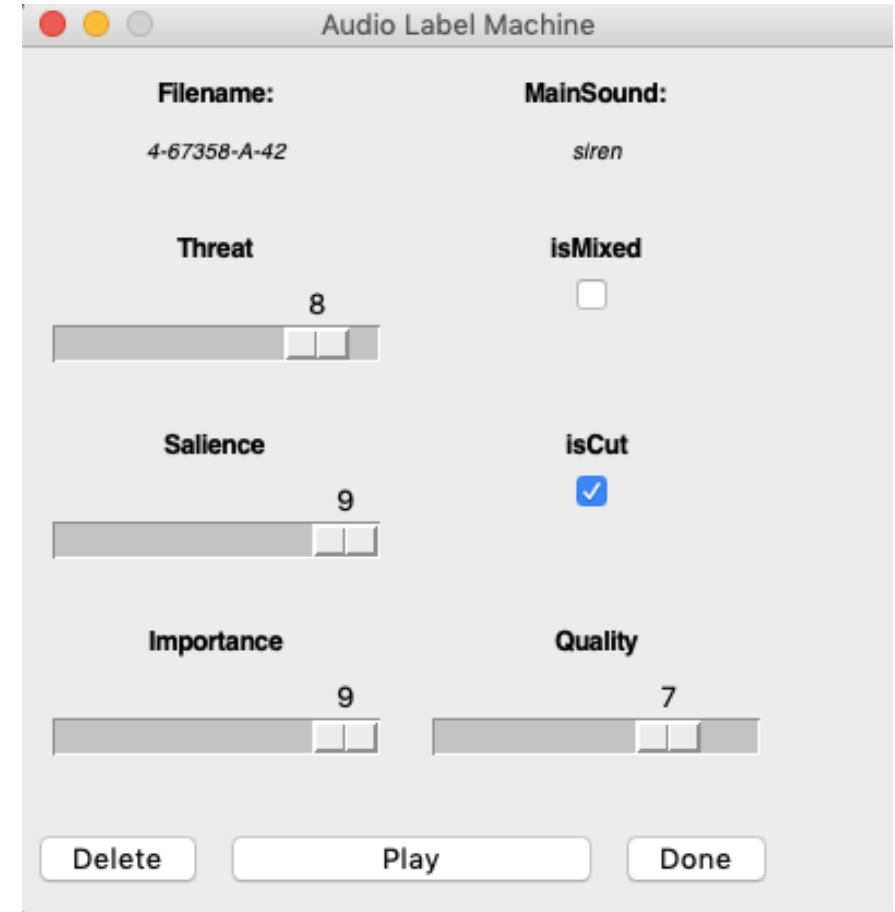 Audio Label Machine
Filename: MainSound:
4-67358-A-42 siren
Threat isMixed
8
Salience isCut
9
Importance Quality
9 7
Delete Play Done